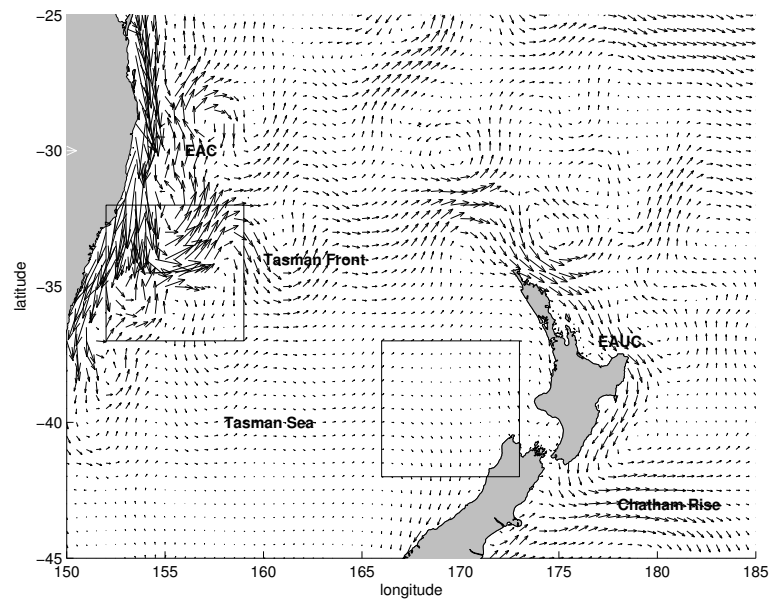 −25
−30
EAC
Tasman Front
−35
latitude
EAUC
−40
Tasman Sea
Chatham Rise
−45
150 155 160 165 170 175 180 185
longitude